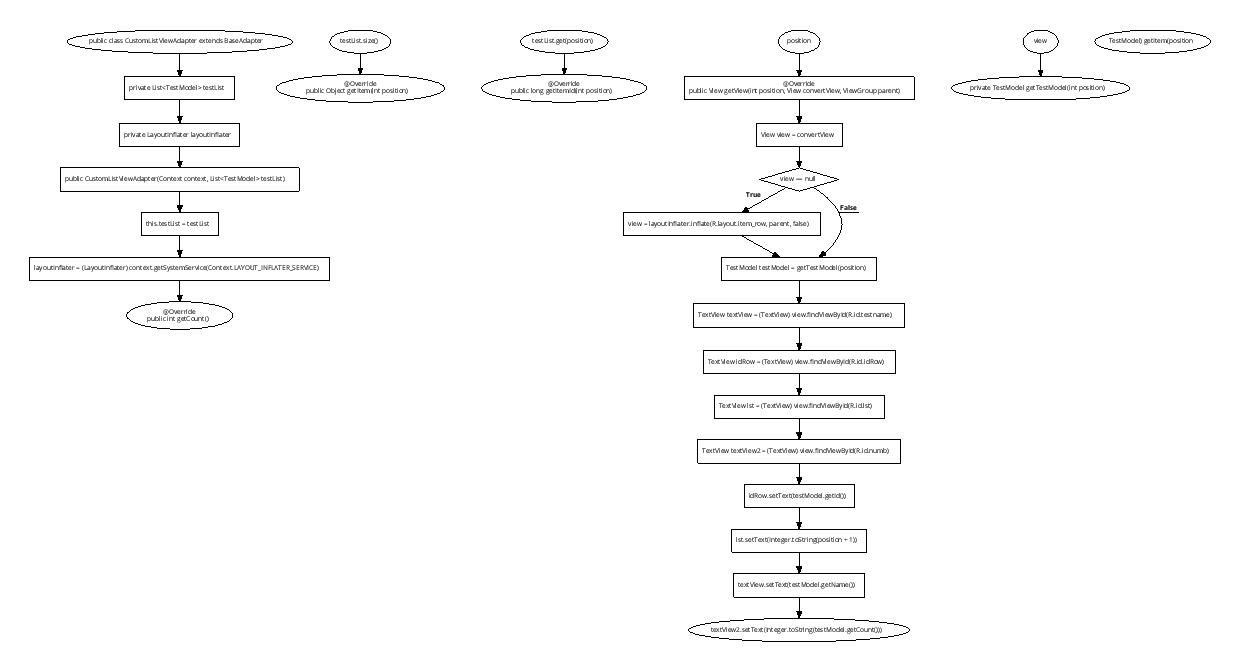 public class CustomListViewAdapter extends BaseAdapter
private List<TestModel> testList
private LayoutInflater layoutInflater
public CustomListViewAdapter(Context context, List<TestModel> testList)
this.testList = testList
layoutInflater = (LayoutInflater) context.getSystemService(Context.LAYOUT_INFLATER_SERVICE)
@Override
public int getCount()
testList.size()
@Override
public Object getItem(int position)
testList.get(position)
@Override
public long getItemId(int position)
position
@Override
public View getView(int position, View convertView, ViewGroup parent)
View view = convertView
view == null
True
False
view = layoutInflater.inflate(R.layout.item_row, parent, false)
TestModel testModel = getTestModel(position)
TextView textView = (TextView) view.findViewById(R.id.testname)
TextView idRow = (TextView) view.findViewById(R.id.idRow)
TextView lst = (TextView) view.findViewById(R.id.lst)
TextView textView2 = (TextView) view.findViewById(R.id.numb)
idRow.setText(testModel.getId())
lst.setText(Integer.toString(position + 1))
textView.setText(testModel.getName())
textView2.setText(Integer.toString(testModel.getCount()))
view
private TestModel getTestModel(int position)
TestModel) getItem(position